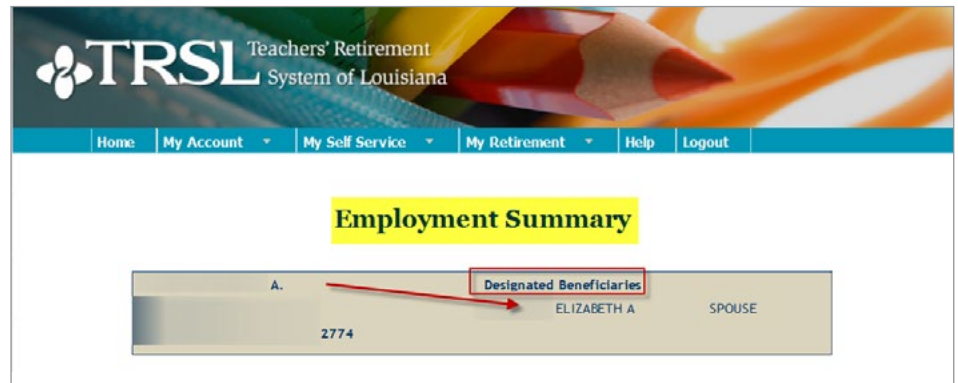 TRSL Teachers' Retirement
System of Louisiana
Home My Account My Self Service My Retirement Help Logout
Employment Summary
A. Designated Beneficiaries
ELIZABETH A SPOUSE
2774